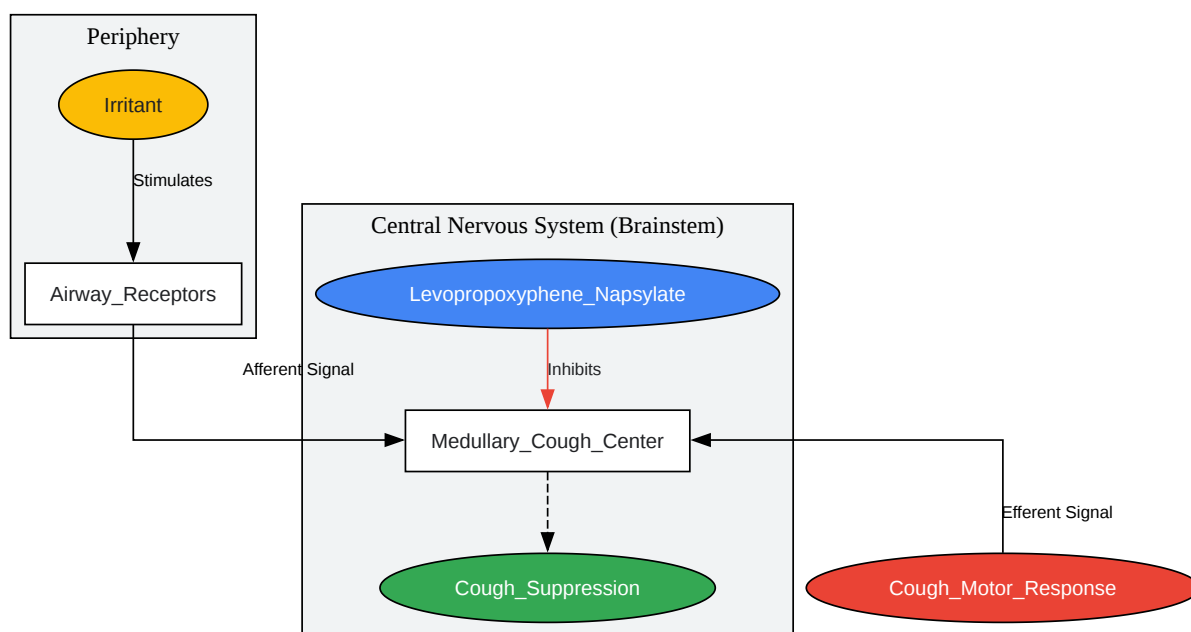 Periphery
Irritant
Stimulates
Airway_Receptors
Central Nervous System (Brainstem)
Levopropoxyphene_Napsylate
Afferent Signal
Inhibits
Medullary_Cough_Center
Efferent Signal
Cough_Suppression
Cough_Motor_Response